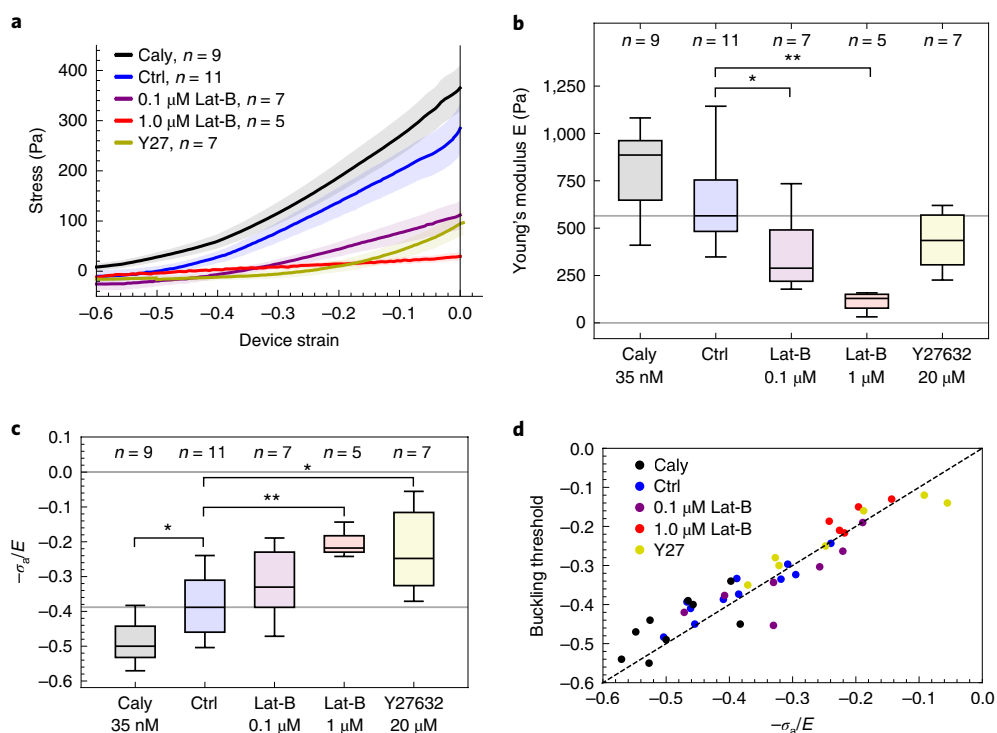 a
Caly, n = 9
Ctrl, n = 11
0.1 μM Lat-B, n = 7
1.0 μM Lat-B, n = 5
Y27, n = 7
400
300
200
100
0
Stress (Pa)
–0.6 –0.5 –0.4 –0.3 –0.2 –0.1 0.0
Device strain
b
n = 9 n = 11 n = 7 n = 5 n = 7
**
*
1,250
1,000
750
500
250
0
Young's modulus E (Pa)
Caly Ctrl Lat-B Lat-B Y27632
35 nM 0.1 μM 1 μM 20 μM
c
n = 9 n = 11 n = 7 n = 5 n = 7
*
**
*
0.1
0.0
–0.1
–0.2
–0.3
–0.4
–0.5
–0.6
–σa/E
Caly Ctrl Lat-B Lat-B Y27632
35 nM 0.1 μM 1 μM 20 μM
d
Caly
Ctrl
0.1 μM Lat-B
1.0 μM Lat-B
Y27
0.0
–0.1
–0.2
–0.3
–0.4
–0.5
–0.6
Buckling threshold
–0.6 –0.5 –0.4 –0.3 –0.2 –0.1 0.0
–σa/E